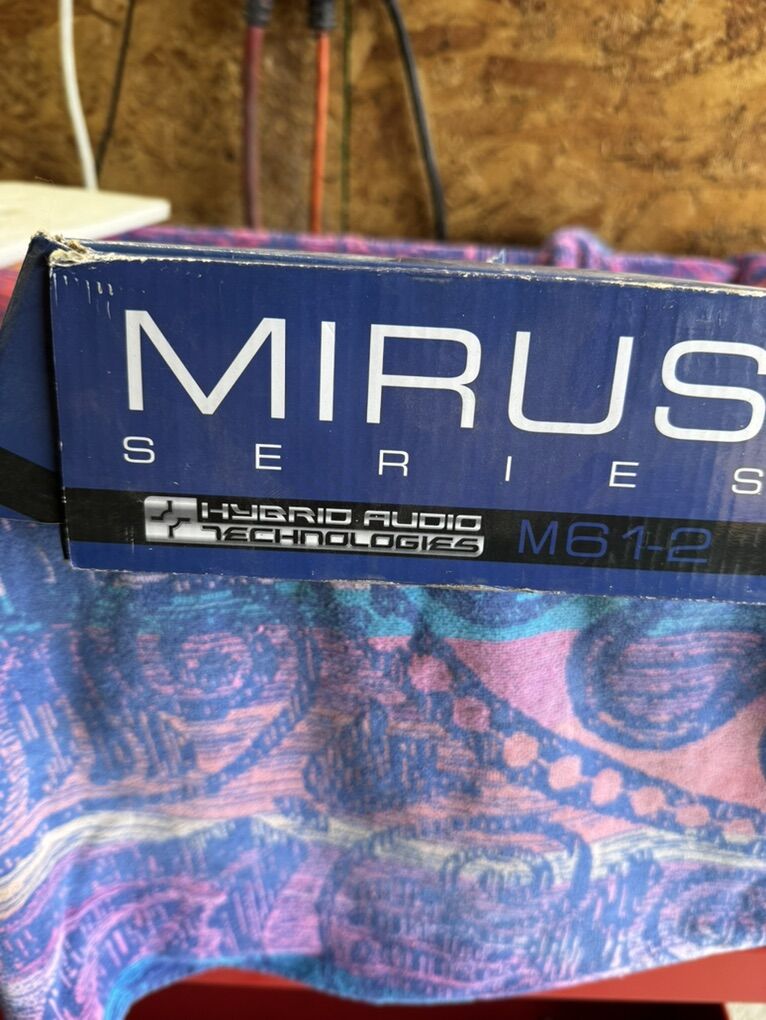 MIRUS
SERIES
HYBRID AUDIO
TECHNOLOGIES
M61-2